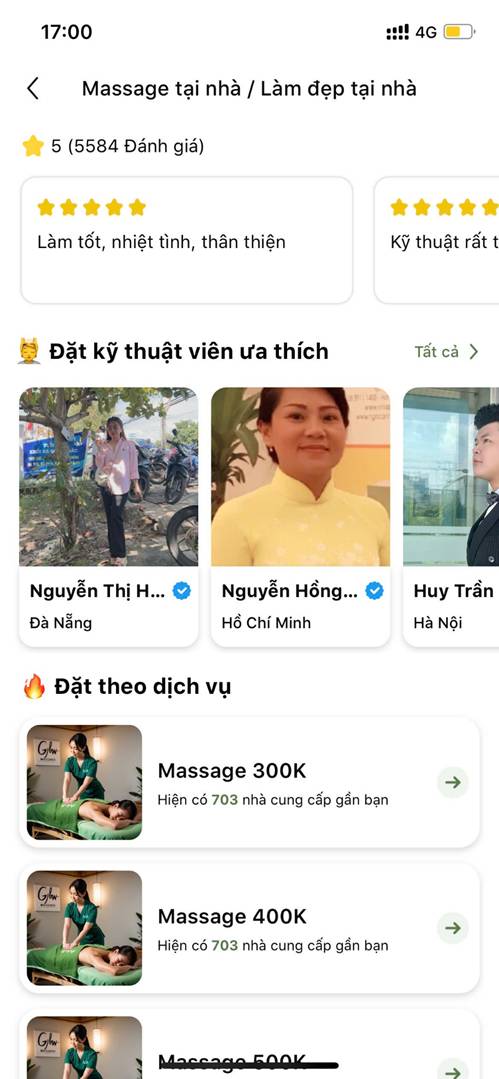 17:00
4G
Massage tại nhà / Làm đẹp tại nhà
5 (5584 Đánh giá)
Làm tốt, nhiệt tình, thân thiện
Kỹ thuật rất t
Đặt kỹ thuật viên ưa thích
Tất cả
Nguyễn Thị H...
Đà Nẵng
Nguyễn Hồng...
Hồ Chí Minh
Huy Trần
Hà Nội
Đặt theo dịch vụ
Glow
Massage 300K
Hiện có 703 nhà cung cấp gần bạn
Glow
Massage 400K
Hiện có 703 nhà cung cấp gần bạn
Glow
Massage 500K